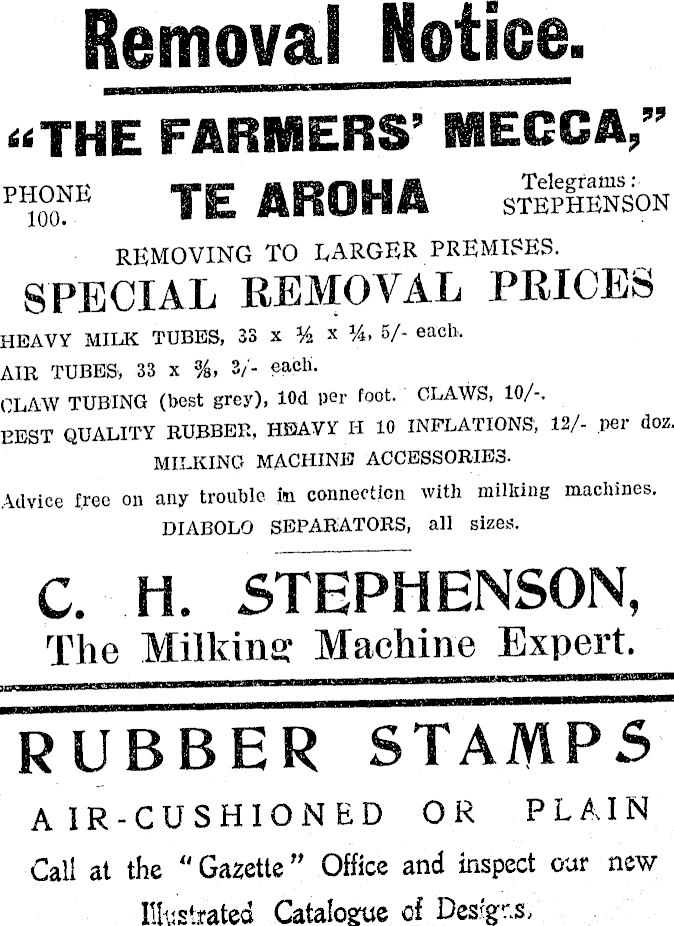 Removal Notice.
"THE FARMERS' MECCA,"
PHONE 100.
TE AROHA
Telegrams: STEPHENSON
REMOVING TO LARGER PREMISES.
SPECIAL REMOVAL PRICES
HEAVY MILK TUBES, 33 x ½ x ¼, 5/- each.
AIR TUBES, 33 x ⅜, 3/- each.
CLAW TUBING (best grey), 10d per foot. CLAWS, 10/-.
BEST QUALITY RUBBER, HEAVY H 10 INFLATIONS, 12/- per doz.
MILKING MACHINE ACCESSORIES.
Advice free on any trouble in connection with milking machines.
DIABOLO SEPARATORS, all sizes.
C. H. STEPHENSON,
The Milking Machine Expert.
RUBBER STAMPS
AIR-CUSHIONED OR PLAIN
Call at the "Gazette" Office and inspect our new
Illustrated Catalogue of Designs.